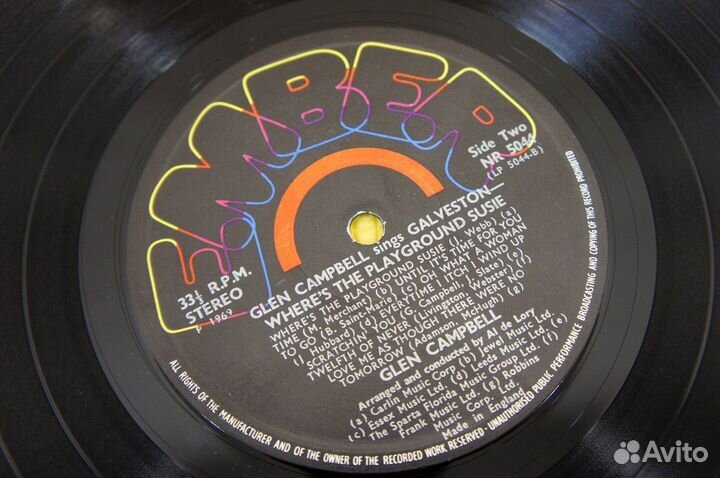 EMBER
Side Two
NR 5044
(LP 5044-B)
33⅓ R.P.M.
STEREO
℗ 1969
GLEN CAMPBELL sings GALVESTON—
WHERE'S THE PLAYGROUND SUSIE
WHERE'S THE PLAYGROUND SUSIE (J. Webb) (a)
TIME (M. Merchant) (b) UNTIL IT'S TIME FOR YOU
TO GO (B. Sainte-Marie) (c) OH WHAT A WOMAN
(J. Hubbard) (d) EVERYTIME I ITCH I WIND UP
SCRATCHIN' YOU (G. Campbell, J. Slate) (e)
TWELFTH OF NEVER (Livingston, Webster) (f)
LOVE ME AS THOUGH THERE WERE NO
TOMORROW (Adamson, McHugh) (g)
GLEN CAMPBELL
Arranged and conducted by Al de Lory
(a) Carlin Music Corp. (b) Jewel Music Ltd.
(c) Essex Music Ltd. (d) Leeds Music Ltd. (e)
The Sparta Florida Music Group Ltd. (f)
Frank Music Ltd. (g) Robbins
Music Corp. Ltd.
Made in England
ALL RIGHTS OF THE MANUFACTURER AND OF THE OWNER OF THE RECORDED WORK RESERVED - UNAUTHORISED PUBLIC PERFORMANCE BROADCASTING AND COPYING OF THIS RECORD PROHIBITED
Avito